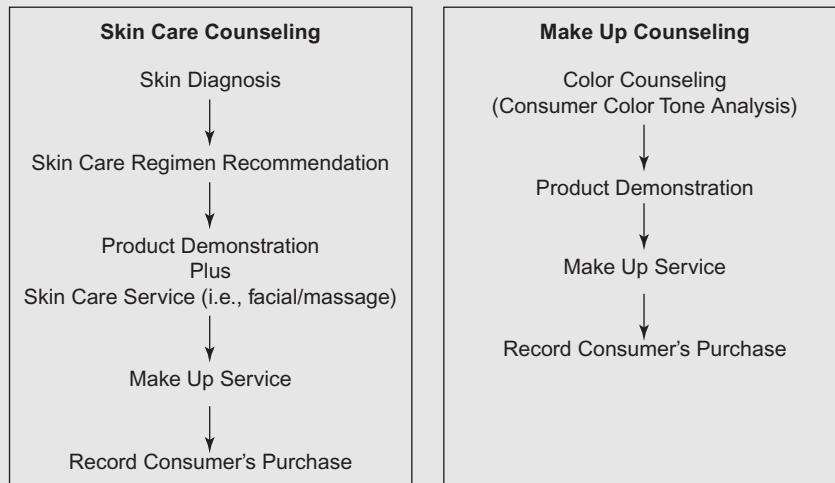 Skin Care Counseling
Skin Diagnosis
Skin Care Regimen Recommendation
Product Demonstration
Plus
Skin Care Service (i.e., facial/massage)
Make Up Service
Record Consumer's Purchase
Make Up Counseling
Color Counseling
(Consumer Color Tone Analysis)
Product Demonstration
Make Up Service
Record Consumer's Purchase